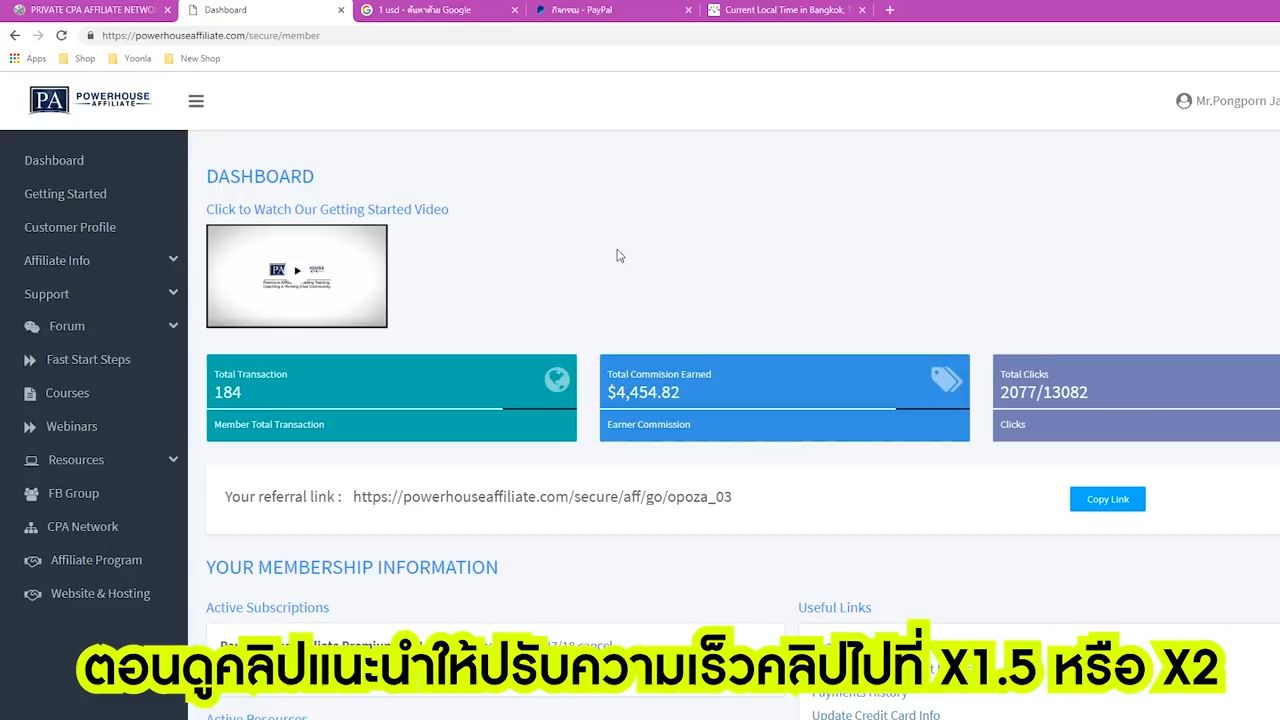 PRIVATE CPA AFFILIATE NETWO
Dashboard
1 usd - ค้นหาด้วย Google
กิจกรรม - PayPal
Current Local Time in Bangkok,
https://powerhouseaffiliate.com/secure/member
Apps
Shop
Yoonla
New Shop
PA POWERHOUSE
AFFILIATE
Mr.Pongporn Ja
Dashboard
Getting Started
Customer Profile
Affiliate Info
Support
Forum
Fast Start Steps
Courses
Webinars
Resources
FB Group
CPA Network
Affiliate Program
Website & Hosting
DASHBOARD
Click to Watch Our Getting Started Video
PA
Total Transaction
184
Member Total Transaction
Total Commision Earned
$4,454.82
Earner Commission
Total Clicks
2077/13082
Clicks
Your referral link : https://powerhouseaffiliate.com/secure/aff/go/opoza_03
Copy Link
YOUR MEMBERSHIP INFORMATION
Active Subscriptions
Useful Links
ตอนดูคลิปแนะนำให้ปรับความเร็วคลิปไปที่ X1.5 หรือ X2
Payments History
Update Credit Card Info
Active Resources